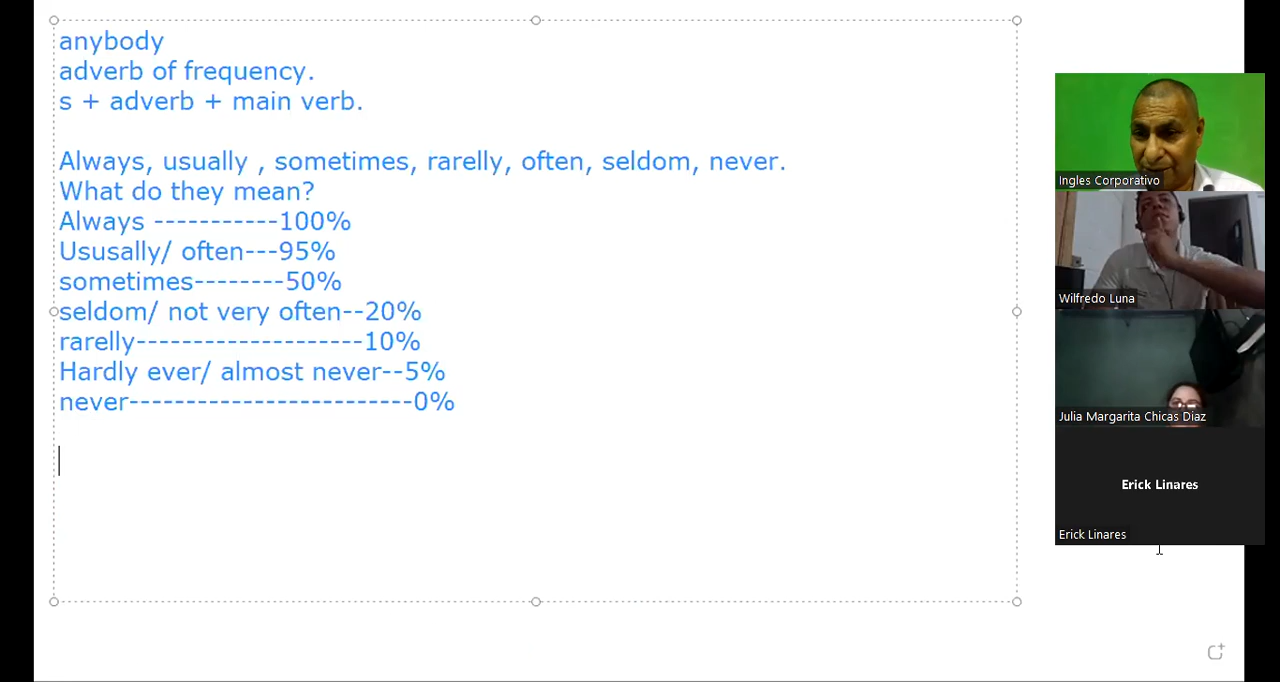 anybody
adverb of frequency.
s + adverb + main verb.
Always, usually , sometimes, rarelly, often, seldom, never.
What do they mean?
Always -----------100%
Ususally/ often---95%
sometimes--------50%
seldom/ not very often--20%
rarelly--------------------10%
Hardly ever/ almost never--5%
never-------------------------0%
Ingles Corporativo
Wilfredo Luna
Julia Margarita Chicas Diaz
Erick Linares
Erick Linares